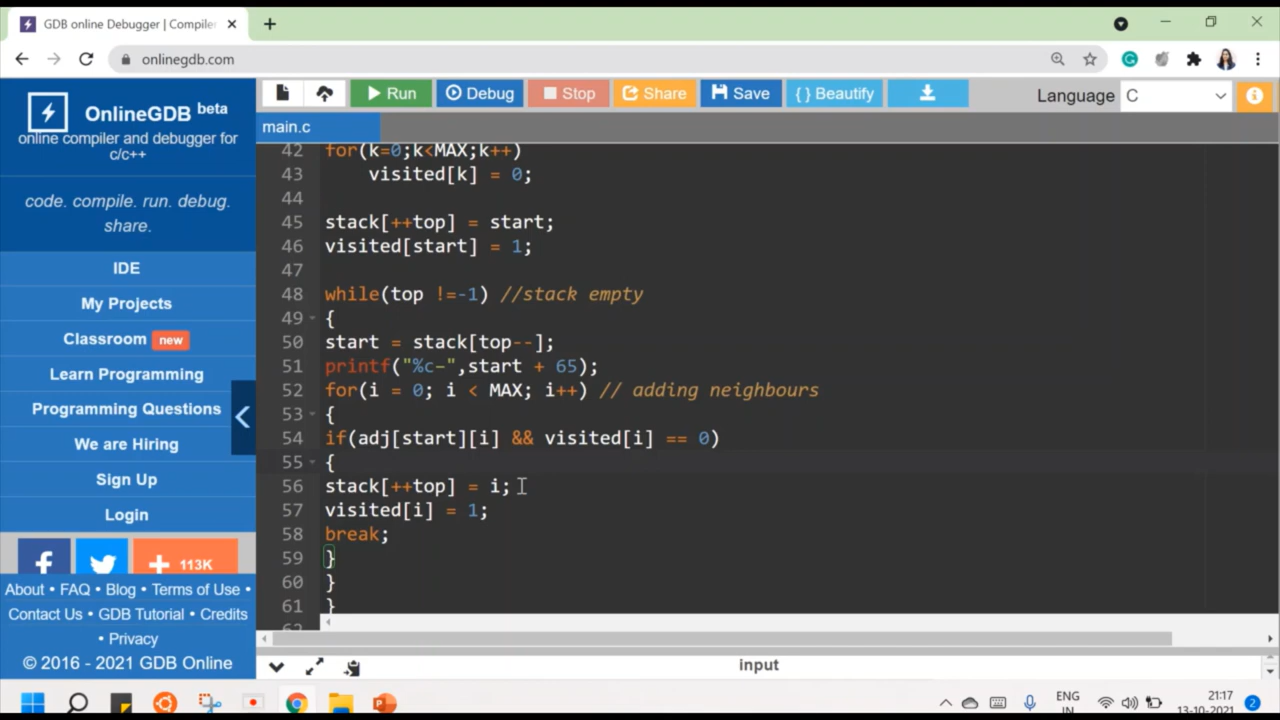 GDB online Debugger | Compiler
onlinegdb.com
OnlineGDB beta
online compiler and debugger for
c/c++
code. compile. run. debug.
share.
IDE
My Projects
Classroom new
Learn Programming
Programming Questions
We are Hiring
Sign Up
Login
113K
About • FAQ • Blog • Terms of Use •
Contact Us • GDB Tutorial • Credits
• Privacy
© 2016 - 2021 GDB Online
Run Debug Stop Share Save { } Beautify Language C
main.c
42 for(k=0;k<MAX;k++)
43 visited[k] = 0;
44
45 stack[++top] = start;
46 visited[start] = 1;
47
48 while(top !=-1) //stack empty
49 {
50 start = stack[top--];
51 printf("%c-",start + 65);
52 for(i = 0; i < MAX; i++) // adding neighbours
53 {
54 if(adj[start][i] && visited[i] == 0)
55 {
56 stack[++top] = i;
57 visited[i] = 1;
58 break;
59 }
60 }
61 }
62
input
ENG
IN
21:17
13-10-2021
2